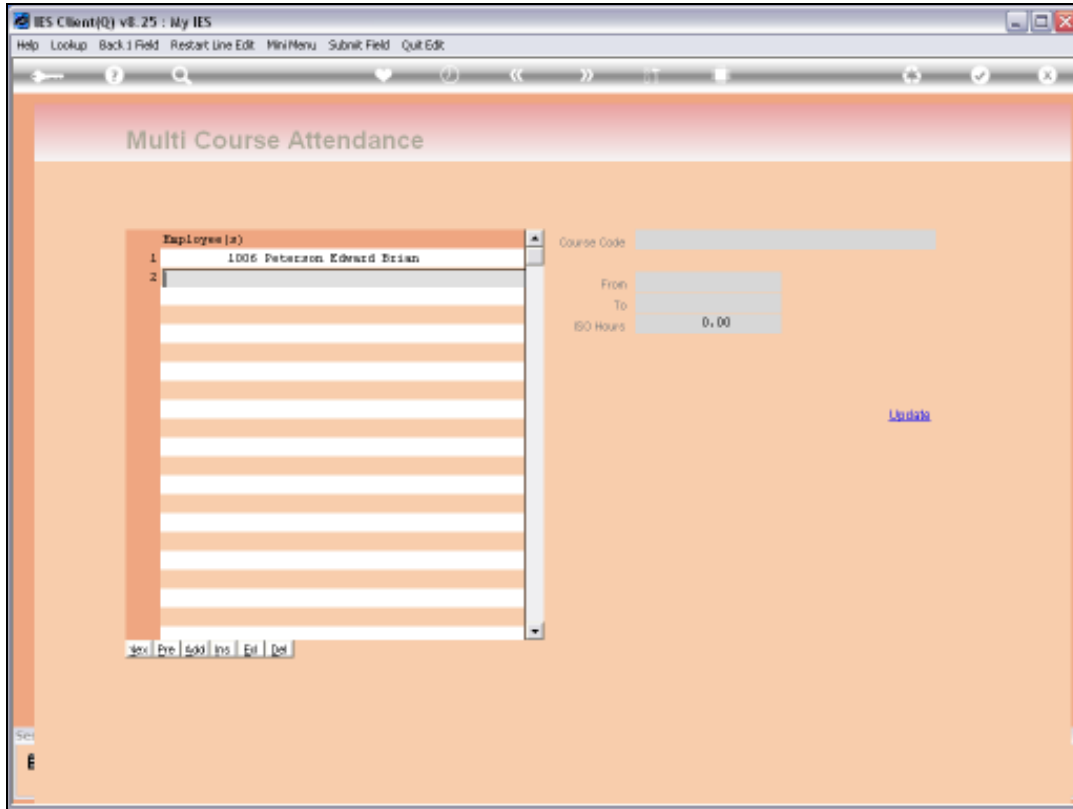 IES Client(Q) v8.25 : My IES
Help Lookup Back 1 Field Restart Line Edit MiniMenu Submit Field Quit Edit
Multi Course Attendance
Employee(s)
1 1006 Peterson Edward Brian
2
Course Code
From
To
ISO Hours 0.00
Update
Nex Pre Add Ins Del
Ses